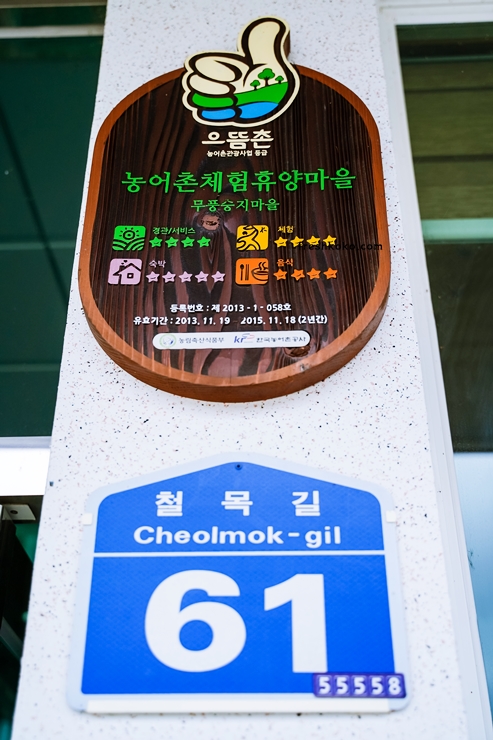 으뜸촌
농어촌관광사업 등급
농어촌체험휴양마을
무풍승지마을
경관/서비스
체험
숙박
음식
등록번호 : 제 2013 - 1 - 058호
유효기간 : 2013. 11. 19 2015. 11. 18 (2년간)
농림축산식품부
한국농어촌공사
철 목 길
Cheolmok-gil
61
55558